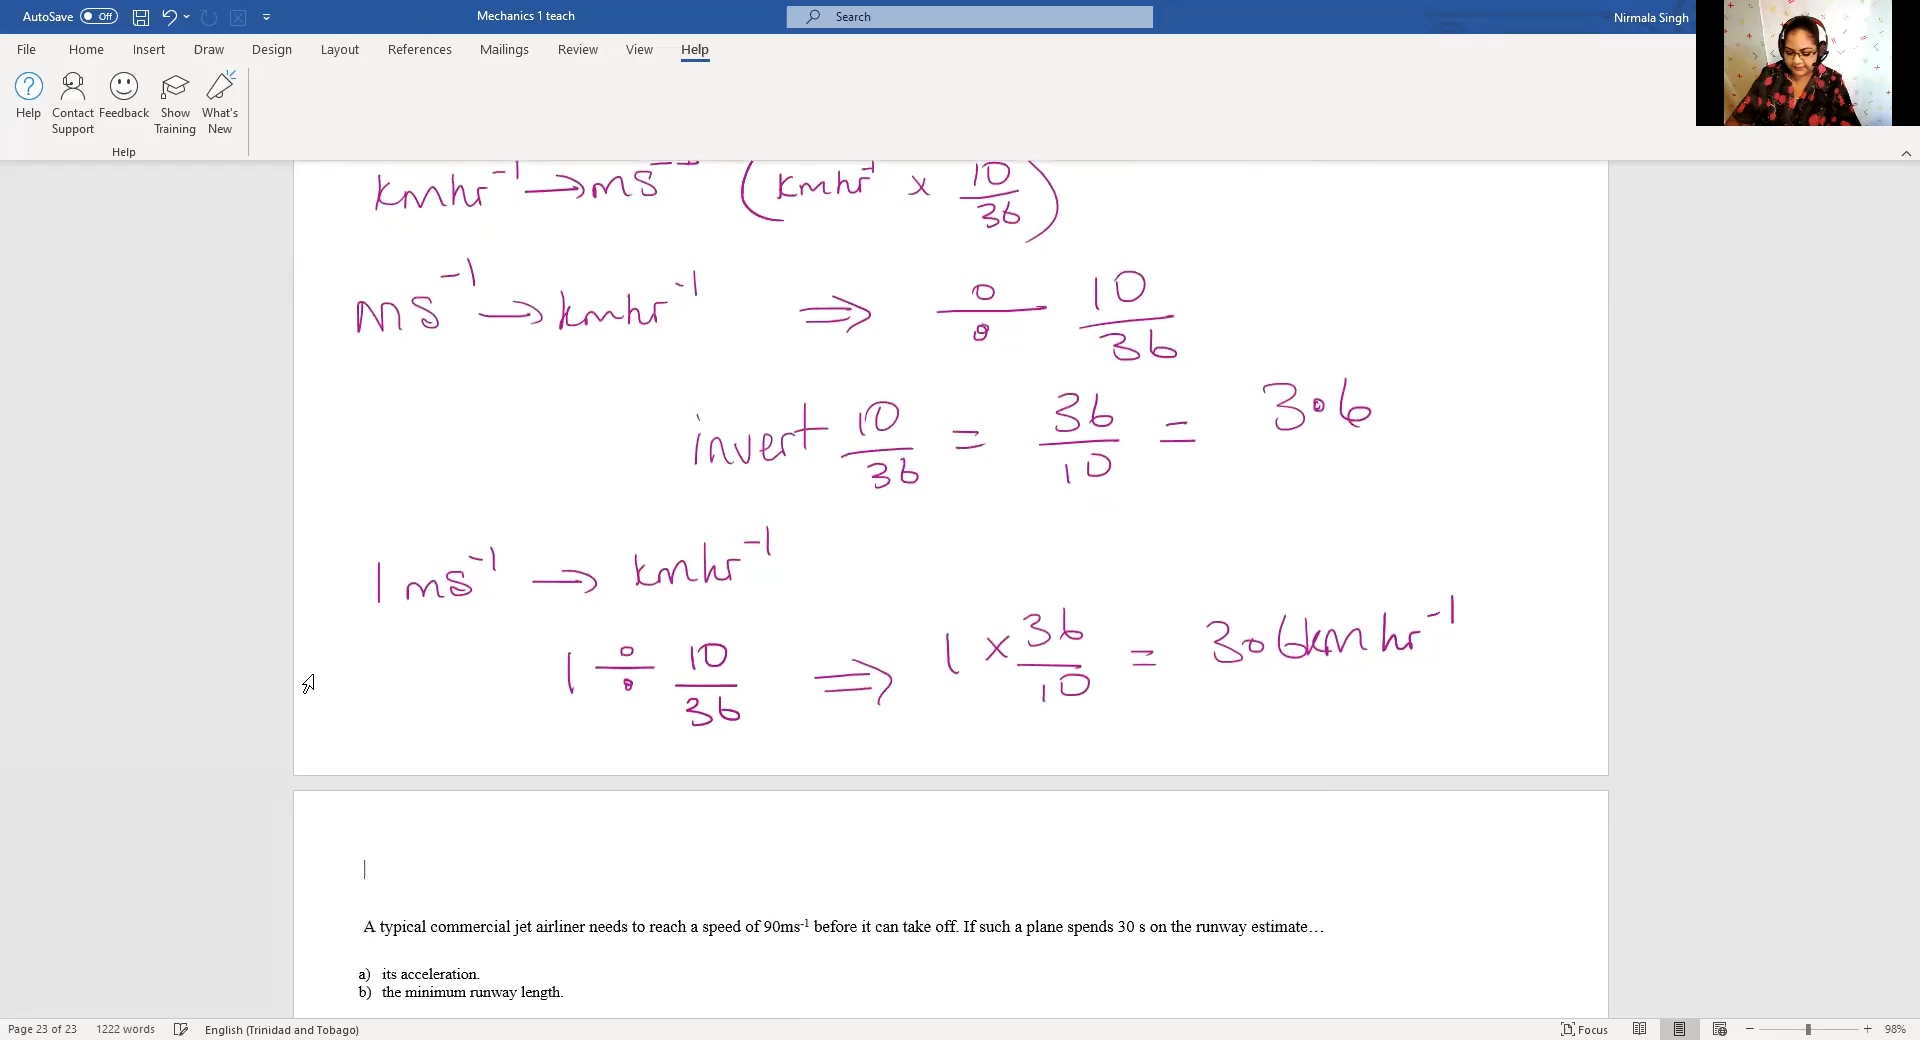 AutoSave Off Mechanics 1 teach Search Nirmala Singh
File Home Insert Draw Design Layout References Mailings Review View Help
Help Contact Support Feedback Show Training What's New
Help
kmhr⁻¹ → ms⁻¹ (kmhr⁻¹ × 10/36)
ms⁻¹ → kmhr⁻¹ ⇒ ÷ 10/36
invert 10/36 = 36/10 = 3.6
1 ms⁻¹ → kmhr⁻¹
1 ÷ 10/36 ⇒ 1 × 36/10 = 3.6kmhr⁻¹
A typical commercial jet airliner needs to reach a speed of 90ms⁻¹ before it can take off. If such a plane spends 30 s on the runway estimate…
a) its acceleration.
b) the minimum runway length.
Page 23 of 23 1222 words English (Trinidad and Tobago) Focus 98%